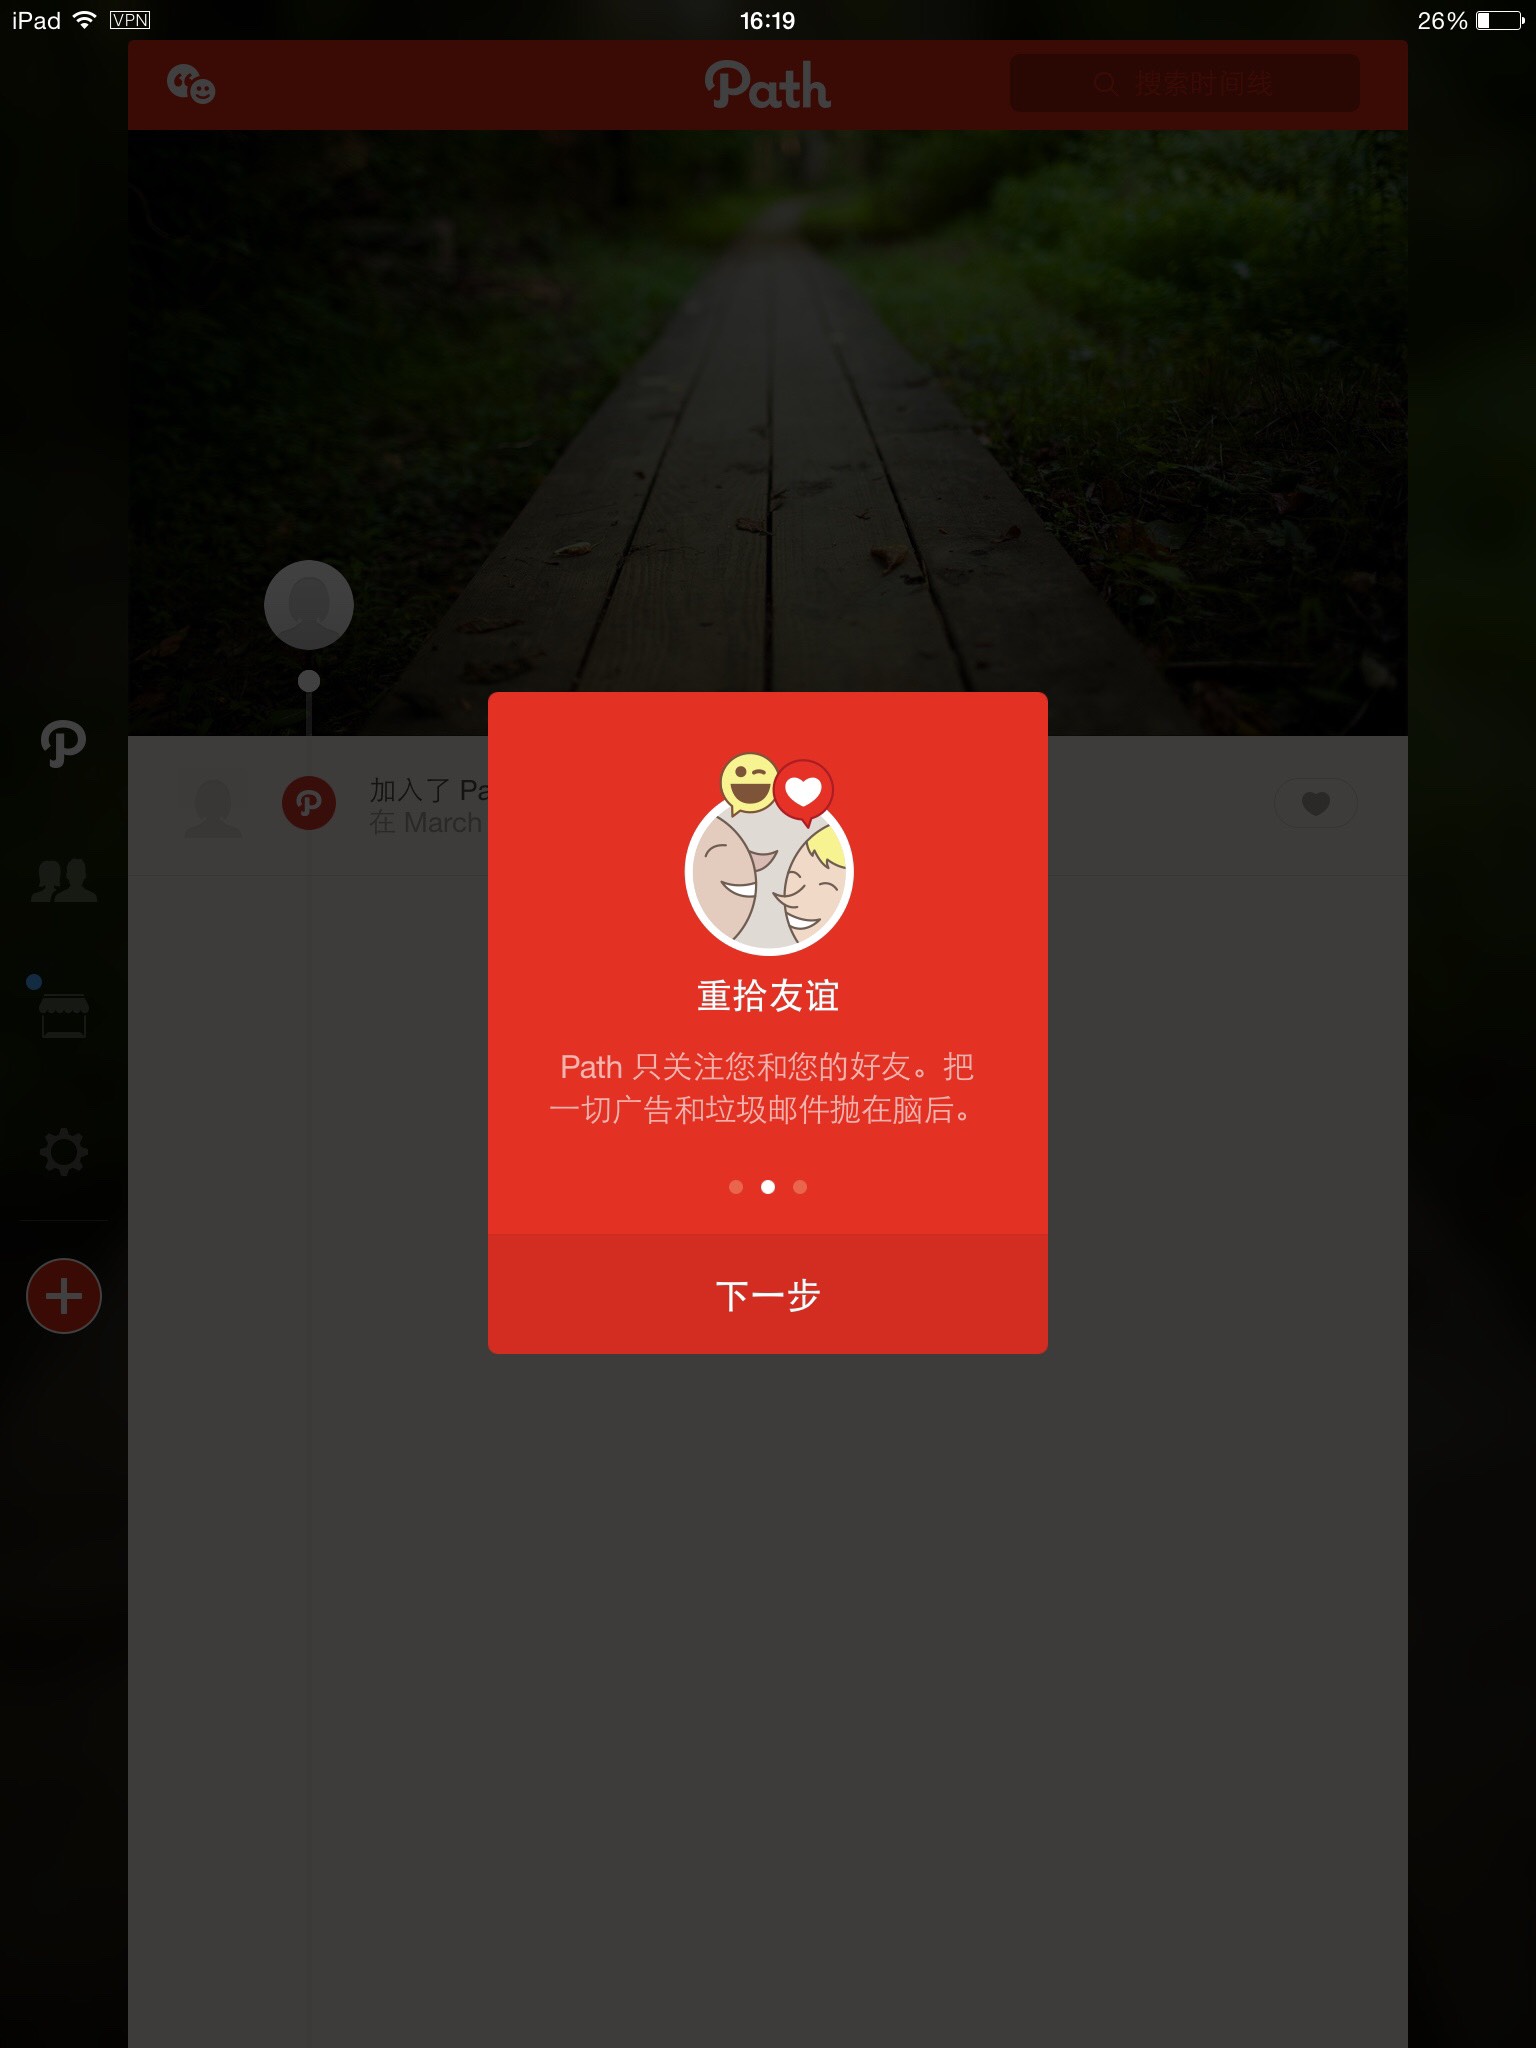 iPad VPN 16:19 26%
Path
搜索时间线
加入了 Pa
在 March
重拾友谊
Path 只关注您和您的好友。把
一切广告和垃圾邮件抛在脑后。
下一步